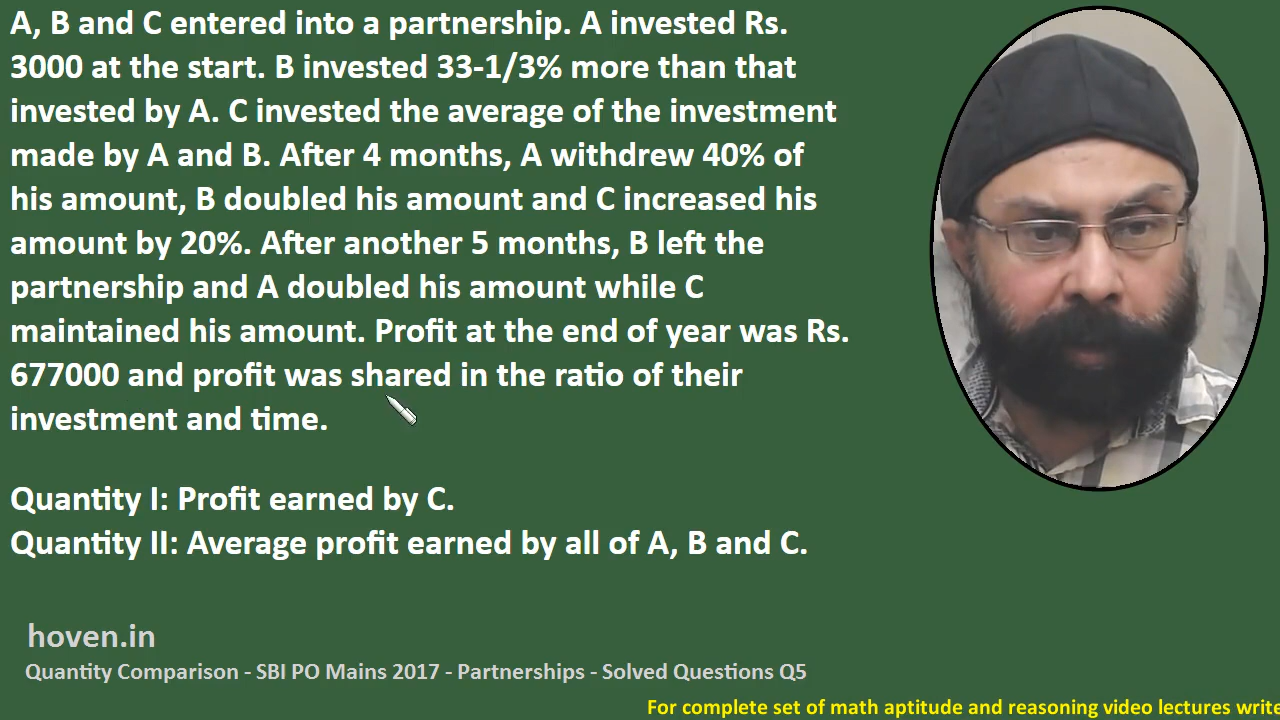 A, B and C entered into a partnership. A invested Rs.
3000 at the start. B invested 33-1/3% more than that
invested by A. C invested the average of the investment
made by A and B. After 4 months, A withdrew 40% of
his amount, B doubled his amount and C increased his
amount by 20%. After another 5 months, B left the
partnership and A doubled his amount while C
maintained his amount. Profit at the end of year was Rs.
677000 and profit was shared in the ratio of their
investment and time.
Quantity I: Profit earned by C.
Quantity II: Average profit earned by all of A, B and C.
hoven.in
Quantity Comparison - SBI PO Mains 2017 - Partnerships - Solved Questions Q5
For complete set of math aptitude and reasoning video lectures write